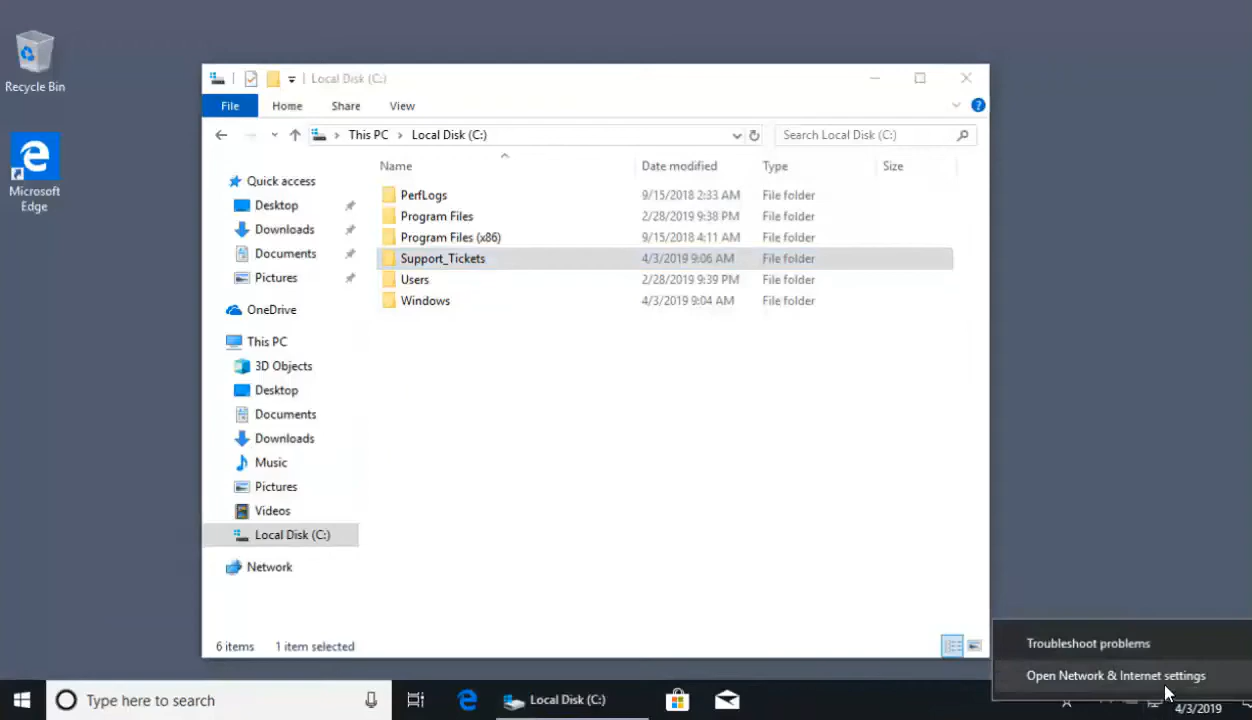 Recycle Bin
Microsoft
Edge
Local Disk (C:)
File Home Share View
This PC Local Disk (C:)
Search Local Disk (C:)
Name Date modified Type Size
PerfLogs 9/15/2018 2:33 AM File folder
Program Files 2/28/2019 9:38 PM File folder
Program Files (x86) 9/15/2018 4:11 AM File folder
Support_Tickets 4/3/2019 9:06 AM File folder
Users 2/28/2019 9:39 PM File folder
Windows 4/3/2019 9:04 AM File folder
Quick access
Desktop
Downloads
Documents
Pictures
OneDrive
This PC
3D Objects
Desktop
Documents
Downloads
Music
Pictures
Videos
Local Disk (C:)
Network
6 items 1 item selected
Troubleshoot problems
Open Network & Internet settings
Type here to search
Local Disk (C:)
4/3/2019